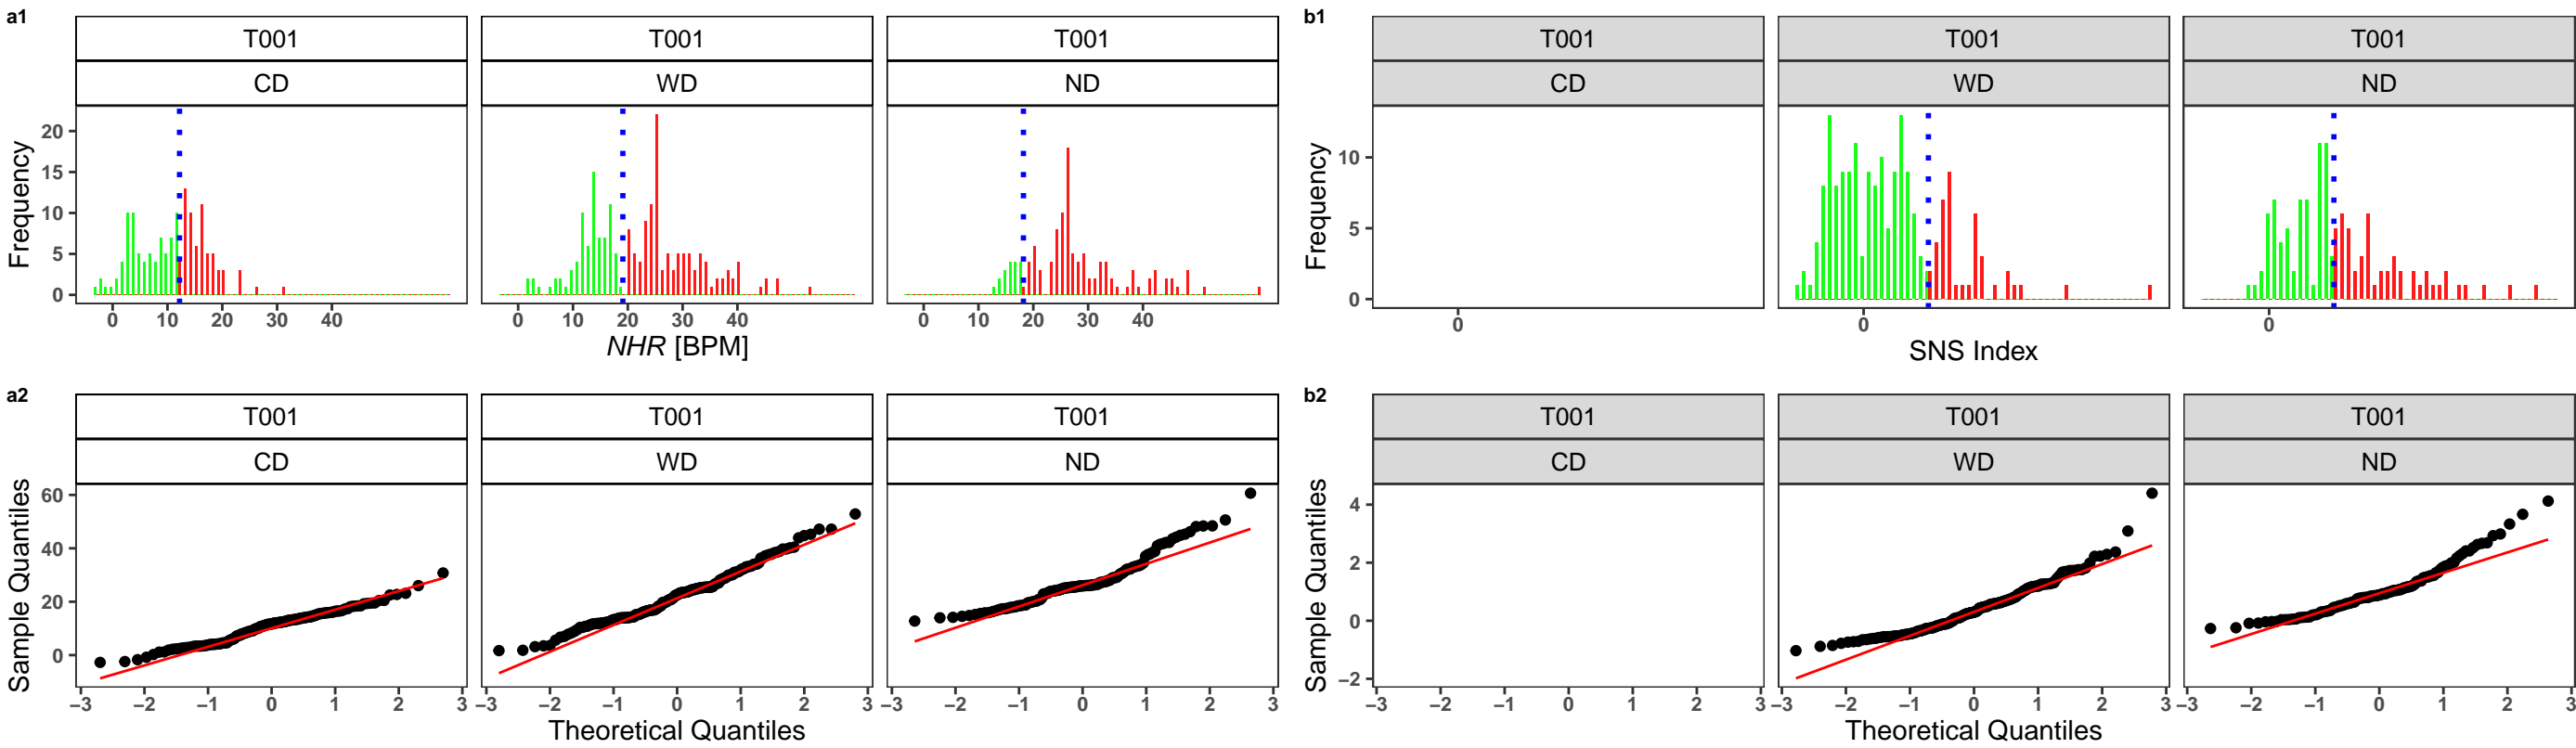 a1
T001 T001 T001
CD WD ND
Frequency
20
15
10
5
0
0 10 20 30 40 0 10 20 30 40 0 10 20 30 40
NHR [BPM]
b1
T001 T001 T001
CD WD ND
Frequency
10
5
0
0 0 0
SNS Index
a2
T001 T001 T001
CD WD ND
Sample Quantiles
60
40
20
0
−3 −2 −1 0 1 2 3 −3 −2 −1 0 1 2 3 −3 −2 −1 0 1 2 3
Theoretical Quantiles
b2
T001 T001 T001
CD WD ND
Sample Quantiles
4
2
0
−2
−3 −2 −1 0 1 2 3 −3 −2 −1 0 1 2 3 −3 −2 −1 0 1 2 3
Theoretical Quantiles